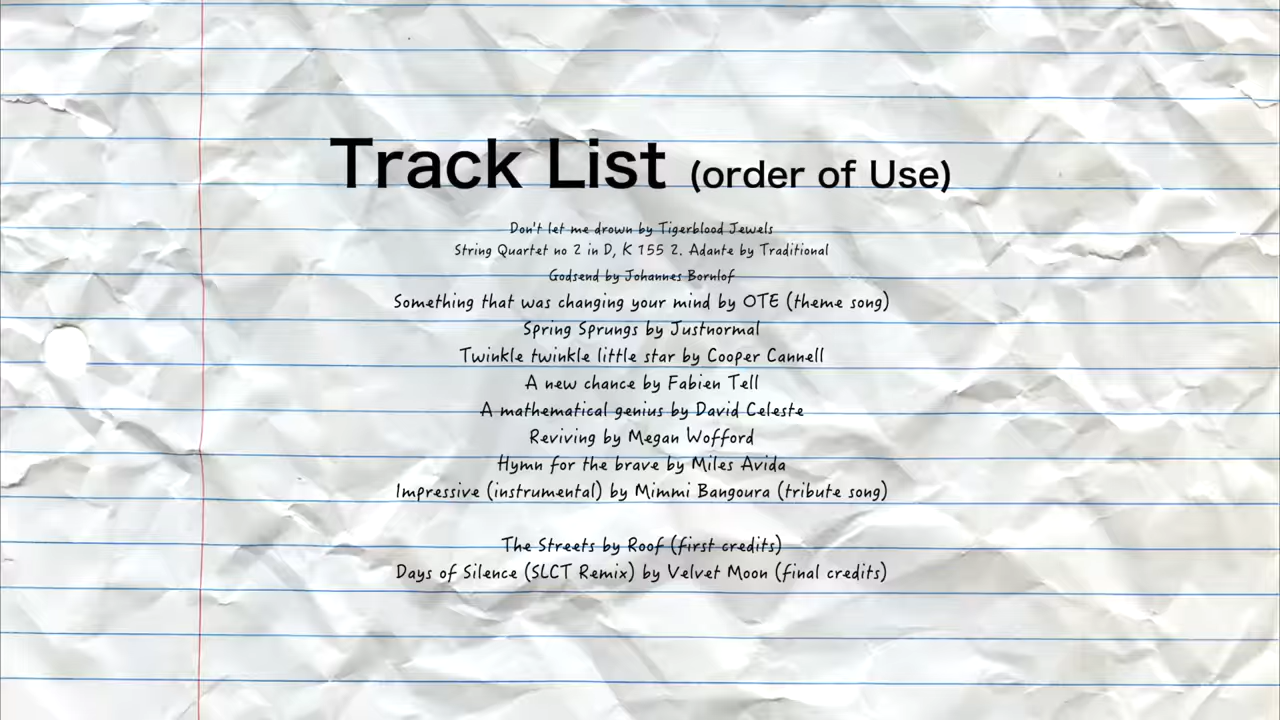 Track List (order of Use)
Don't let me drown by Tigerblood Jewels
String Quartet no 2 in D, K 155 2. Adante by Traditional
Godsend by Johannes Bornlof
Something that was changing your mind by OTE (theme song)
Spring Sprungs by Justnormal
Twinkle twinkle little star by Cooper Cannell
A new chance by Fabien Tell
A mathematical genius by David Celeste
Reviving by Megan Wofford
Hymn for the brave by Miles Avida
Impressive (instrumental) by Mimmi Bangoura (tribute song)
The Streets by Roof (first credits)
Days of Silence (SLCT Remix) by Velvet Moon (final credits)